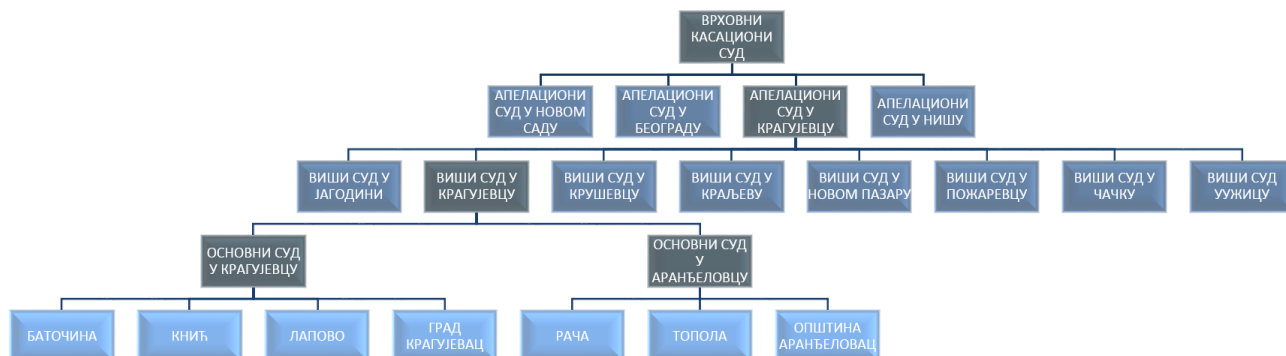 ВРХОВНИ
КАСАЦИОНИ
СУД
АПЕЛАЦИОНИ
СУД У НОВОМ
САДУ
АПЕЛАЦИОНИ
СУД У
БЕОГРАДУ
АПЕЛАЦИОНИ
СУД У
КРАГУЈЕВЦУ
АПЕЛАЦИОНИ
СУД У НИШУ
ВИШИ СУД У
ЈАГОДИНИ
ВИШИ СУД У
КРАГУЈЕВЦУ
ВИШИ СУД У
КРУШЕВЦУ
ВИШИ СУД У
КРАЉЕВУ
ВИШИ СУД У
НОВОМ ПАЗАРУ
ВИШИ СУД У
ПОЖАРЕВЦУ
ВИШИ СУД У
ЧАЧКУ
ВИШИ СУД
УУЖИЦУ
ОСНОВНИ СУД
У КРАГУЈЕВЦУ
ОСНОВНИ СУД
У
АРАНЂЕЛОВЦУ
БАТОЧИНА
КНИЋ
ЛАПОВО
ГРАД
КРАГУЈЕВАЦ
РАЧА
ТОПОЛА
ОПШТИНА
АРАНЂЕЛОВАЦ